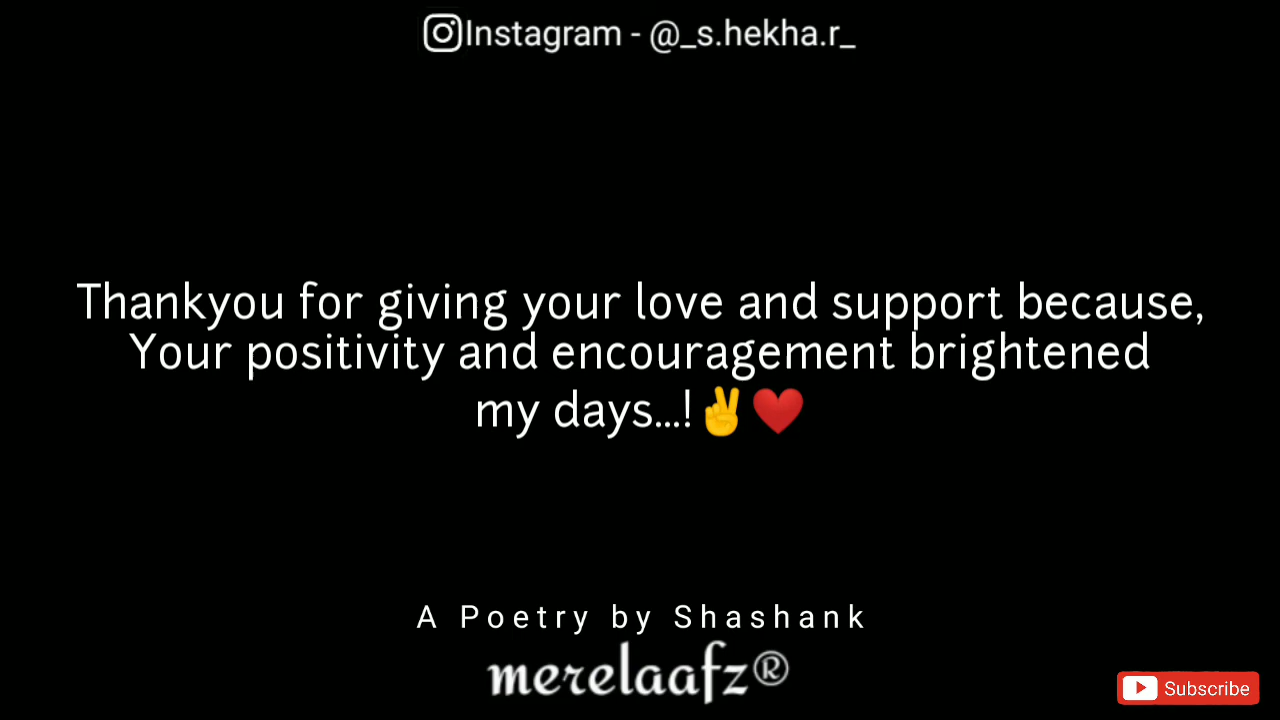 Instagram - @_s.hekha.r_
Thankyou for giving your love and support because,
Your positivity and encouragement brightened
my days...!✌️❤️
A Poetry by Shashank
merelaafz®
Subscribe